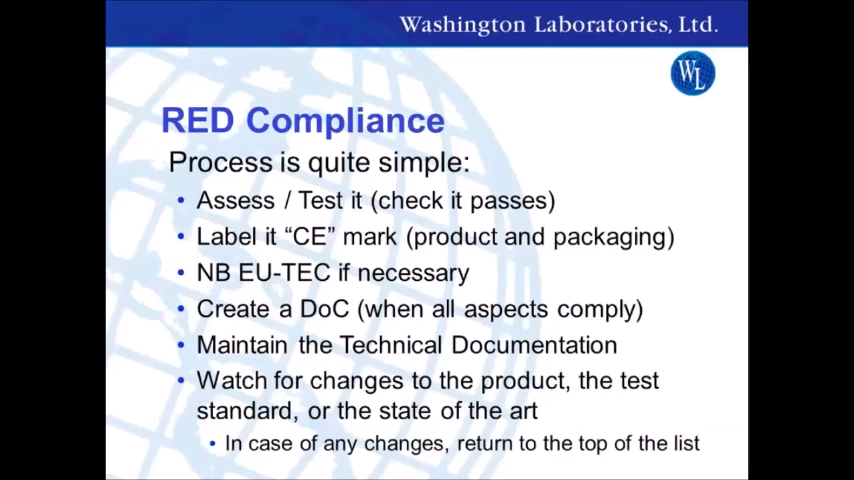 Washington Laboratories, Ltd.
WL
RED Compliance
Process is quite simple:
• Assess / Test it (check it passes)
• Label it “CE” mark (product and packaging)
• NB EU-TEC if necessary
• Create a DoC (when all aspects comply)
• Maintain the Technical Documentation
• Watch for changes to the product, the test
standard, or the state of the art
• In case of any changes, return to the top of the list